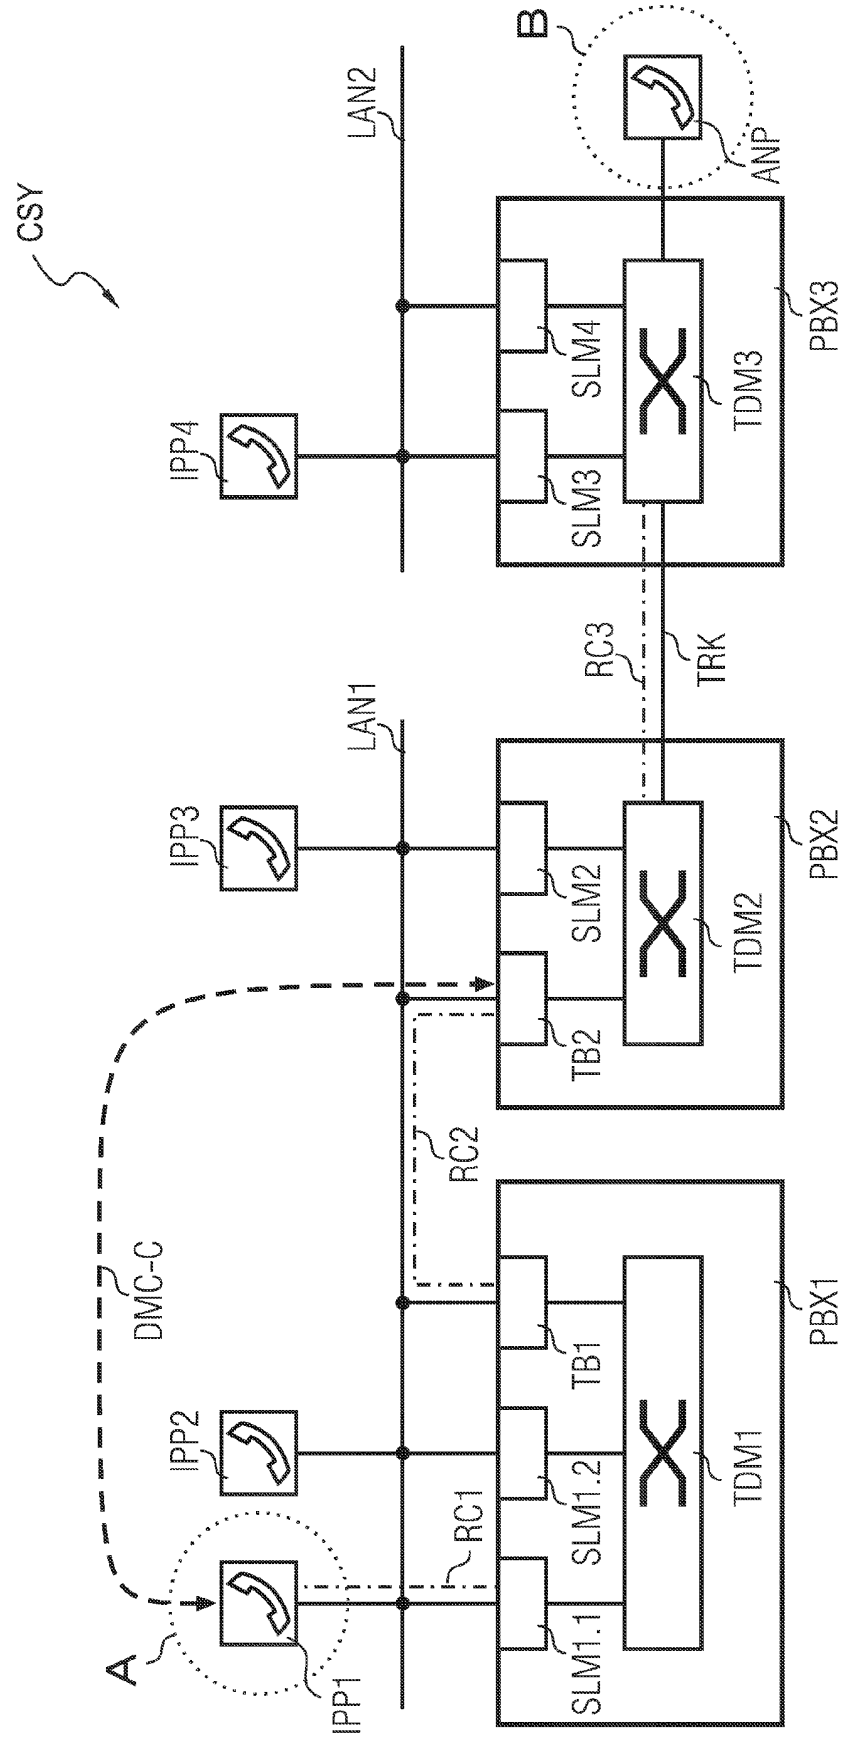 CSY
A
DMC-C
B
IPP1
IPP2
IPP3
IPP4
LAN1
LAN2
RC1
RC2
SLM1.1
SLM1.2
TB1
TB2
SLM2
SLM3
SLM4
RC3
TRK
ANP
TDM1
TDM2
TDM3
PBX1
PBX2
PBX3